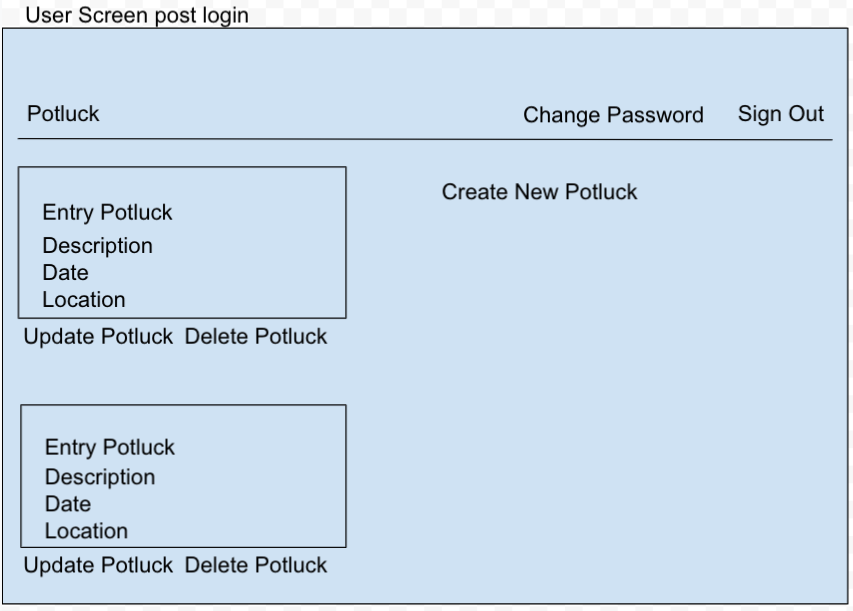 User Screen post login
Potluck Change Password Sign Out
Create New Potluck
Entry Potluck
Description
Date
Location
Update Potluck Delete Potluck
Entry Potluck
Description
Date
Location
Update Potluck Delete Potluck